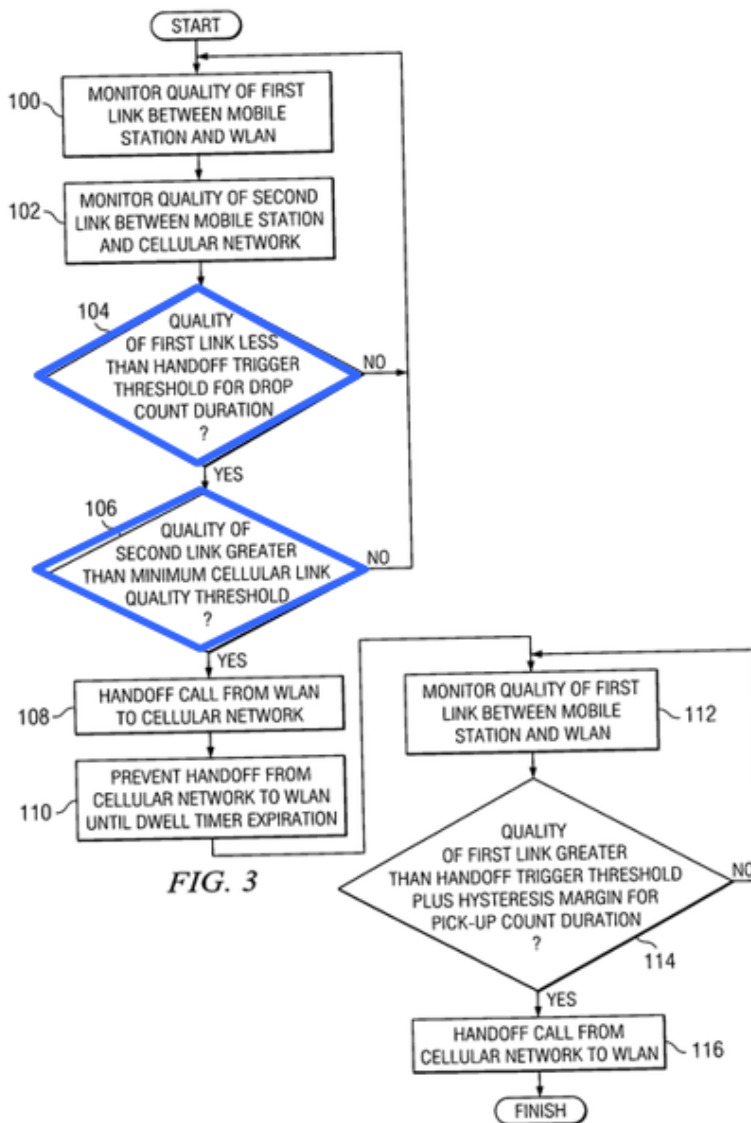 START
100
MONITOR QUALITY OF FIRST
LINK BETWEEN MOBILE
STATION AND WLAN
102
MONITOR QUALITY OF SECOND
LINK BETWEEN MOBILE STATION
AND CELLULAR NETWORK
104
QUALITY
OF FIRST LINK LESS
THAN HANDOFF TRIGGER
THRESHOLD FOR DROP
COUNT DURATION
?
NO
YES
106
QUALITY OF
SECOND LINK GREATER
THAN MINIMUM CELLULAR LINK
QUALITY THRESHOLD
?
NO
YES
108
HANDOFF CALL FROM WLAN
TO CELLULAR NETWORK
110
PREVENT HANDOFF FROM
CELLULAR NETWORK TO WLAN
UNTIL DWELL TIMER EXPIRATION
FIG. 3
MONITOR QUALITY OF FIRST
LINK BETWEEN MOBILE
STATION AND WLAN
112
QUALITY
OF FIRST LINK GREATER
THAN HANDOFF TRIGGER THRESHOLD
PLUS HYSTERESIS MARGIN FOR
PICK-UP COUNT DURATION
?
NO
114
YES
HANDOFF CALL FROM
CELLULAR NETWORK TO WLAN
116
FINISH